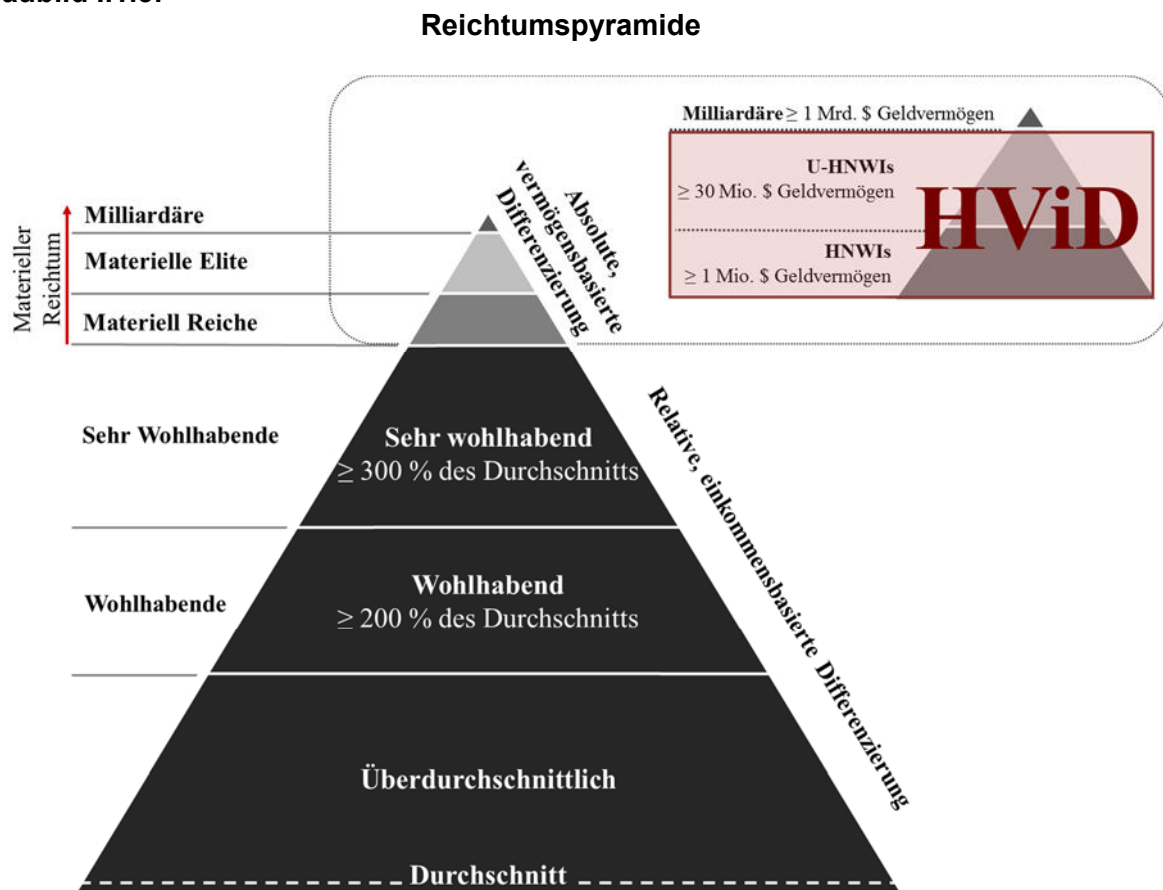 Reichtumspyramide
Milliardäre ≥ 1 Mrd. $ Geldvermögen
U-HNWIs
≥ 30 Mio. $ Geldvermögen
HNWIs
≥ 1 Mio. $ Geldvermögen
HViD
Absolute,
vermögensbasierte
Differenzierung
Materieller
Reichtum
Milliardäre
Materielle Elite
Materiell Reiche
Sehr Wohlhabende
Sehr wohlhabend
≥ 300 % des Durchschnitts
Relative, einkommensbasierte Differenzierung
Wohlhabende
Wohlhabend
≥ 200 % des Durchschnitts
Überdurchschnittlich
Durchschnitt